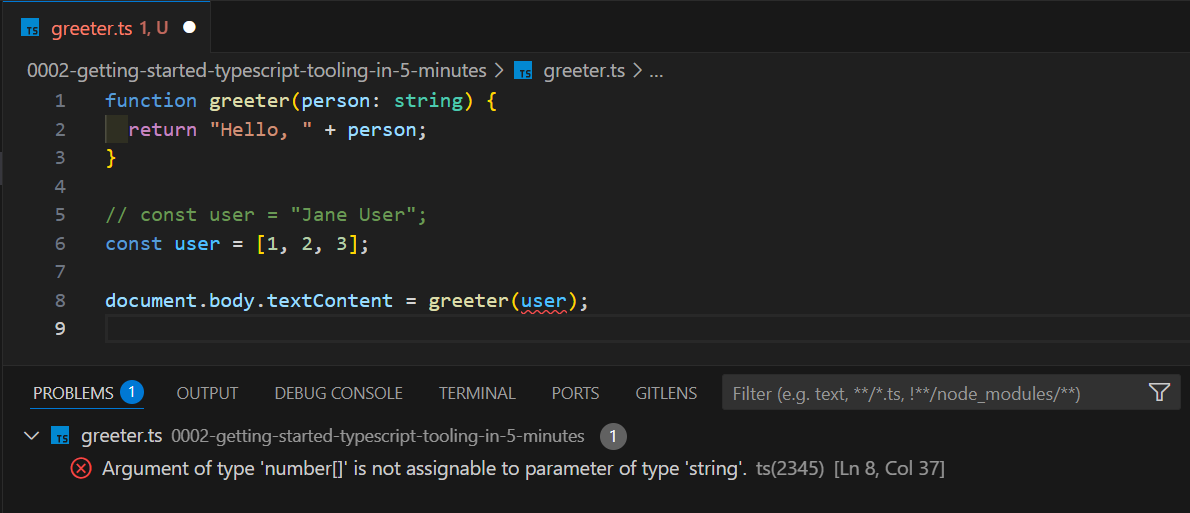 TS greeter.ts 1, U
0002-getting-started-typescript-tooling-in-5-minutes > TS greeter.ts > ...
1 function greeter(person: string) {
2   return "Hello, " + person;
3 }
4
5 // const user = "Jane User";
6 const user = [1, 2, 3];
7
8 document.body.textContent = greeter(user);
9
PROBLEMS 1 OUTPUT DEBUG CONSOLE TERMINAL PORTS GITLENS Filter (e.g. text, **/*.ts, !**/node_modules/**)
TS greeter.ts 0002-getting-started-typescript-tooling-in-5-minutes 1
Argument of type 'number[]' is not assignable to parameter of type 'string'. ts(2345) [Ln 8, Col 37]